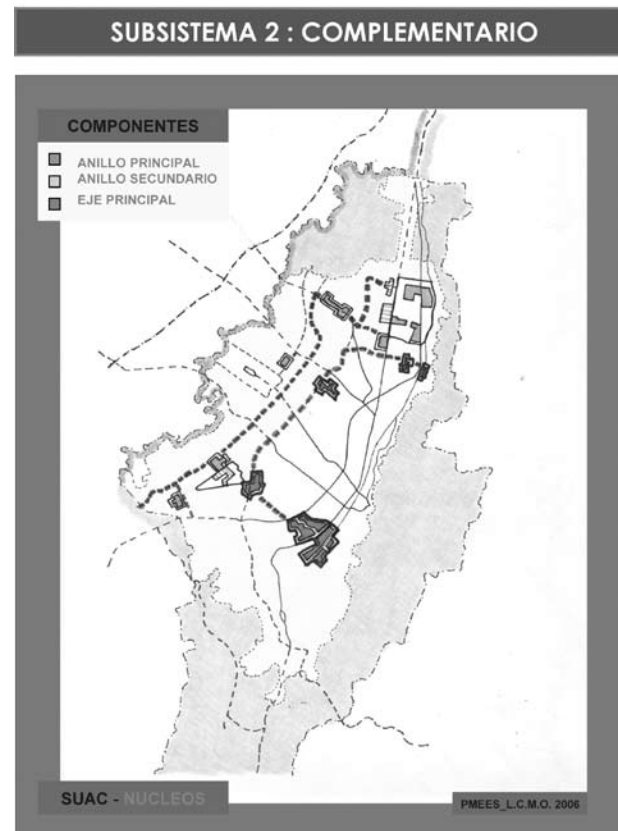 SUBSISTEMA 2 : COMPLEMENTARIO
COMPONENTES
ANILLO PRINCIPAL
ANILLO SECUNDARIO
EJE PRINCIPAL
SUAC - NUCLEOS
PMEES_L.C.M.O. 2006